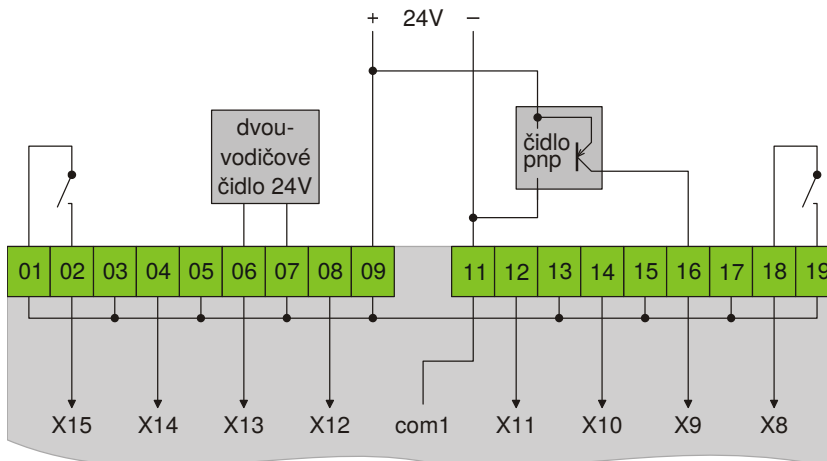 + 24V −
dvou-
vodičové
čidlo 24V
čidlo
pnp
01 02 03 04 05 06 07 08 09 11 12 13 14 15 16 17 18 19
X15 X14 X13 X12 com1 X11 X10 X9 X8